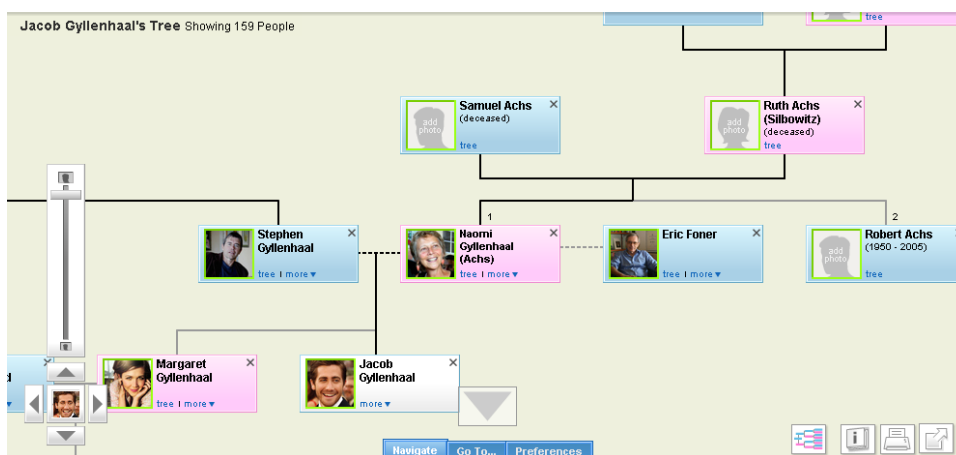 Jacob Gyllenhaal's Tree Showing 159 People
tree
Samuel Achs
(deceased)
add photo
tree
Ruth Achs
(Silbowitz)
(deceased)
add photo
tree
1
2
Stephen
Gyllenhaal
tree | more ▾
Naomi
Gyllenhaal
(Achs)
tree | more ▾
Eric Foner
tree | more ▾
Robert Achs
(1950 - 2005)
add photo
tree
Margaret
Gyllenhaal
tree | more ▾
Jacob
Gyllenhaal
more ▾
Navigate
Go To...
Preferences